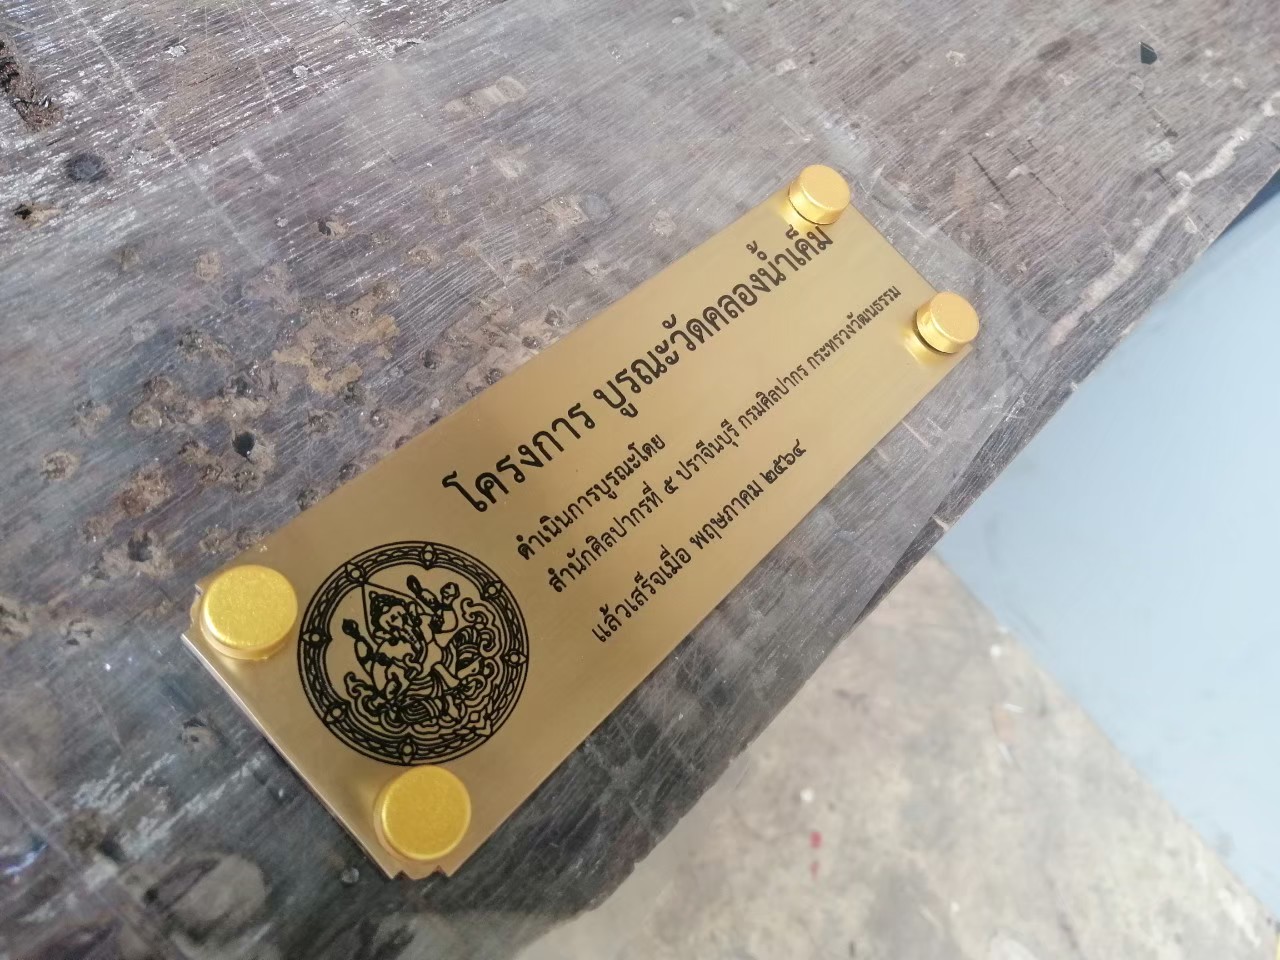 โครงการ บูรณะวัดคลองน้ำเค็ม
ดำเนินการบูรณะโดย
สำนักศิลปากรที่ ๕ ปราจีนบุรี กรมศิลปากร กระทรวงวัฒนธรรม
แล้วเสร็จเมื่อ พฤษภาคม ๒๕๖๔